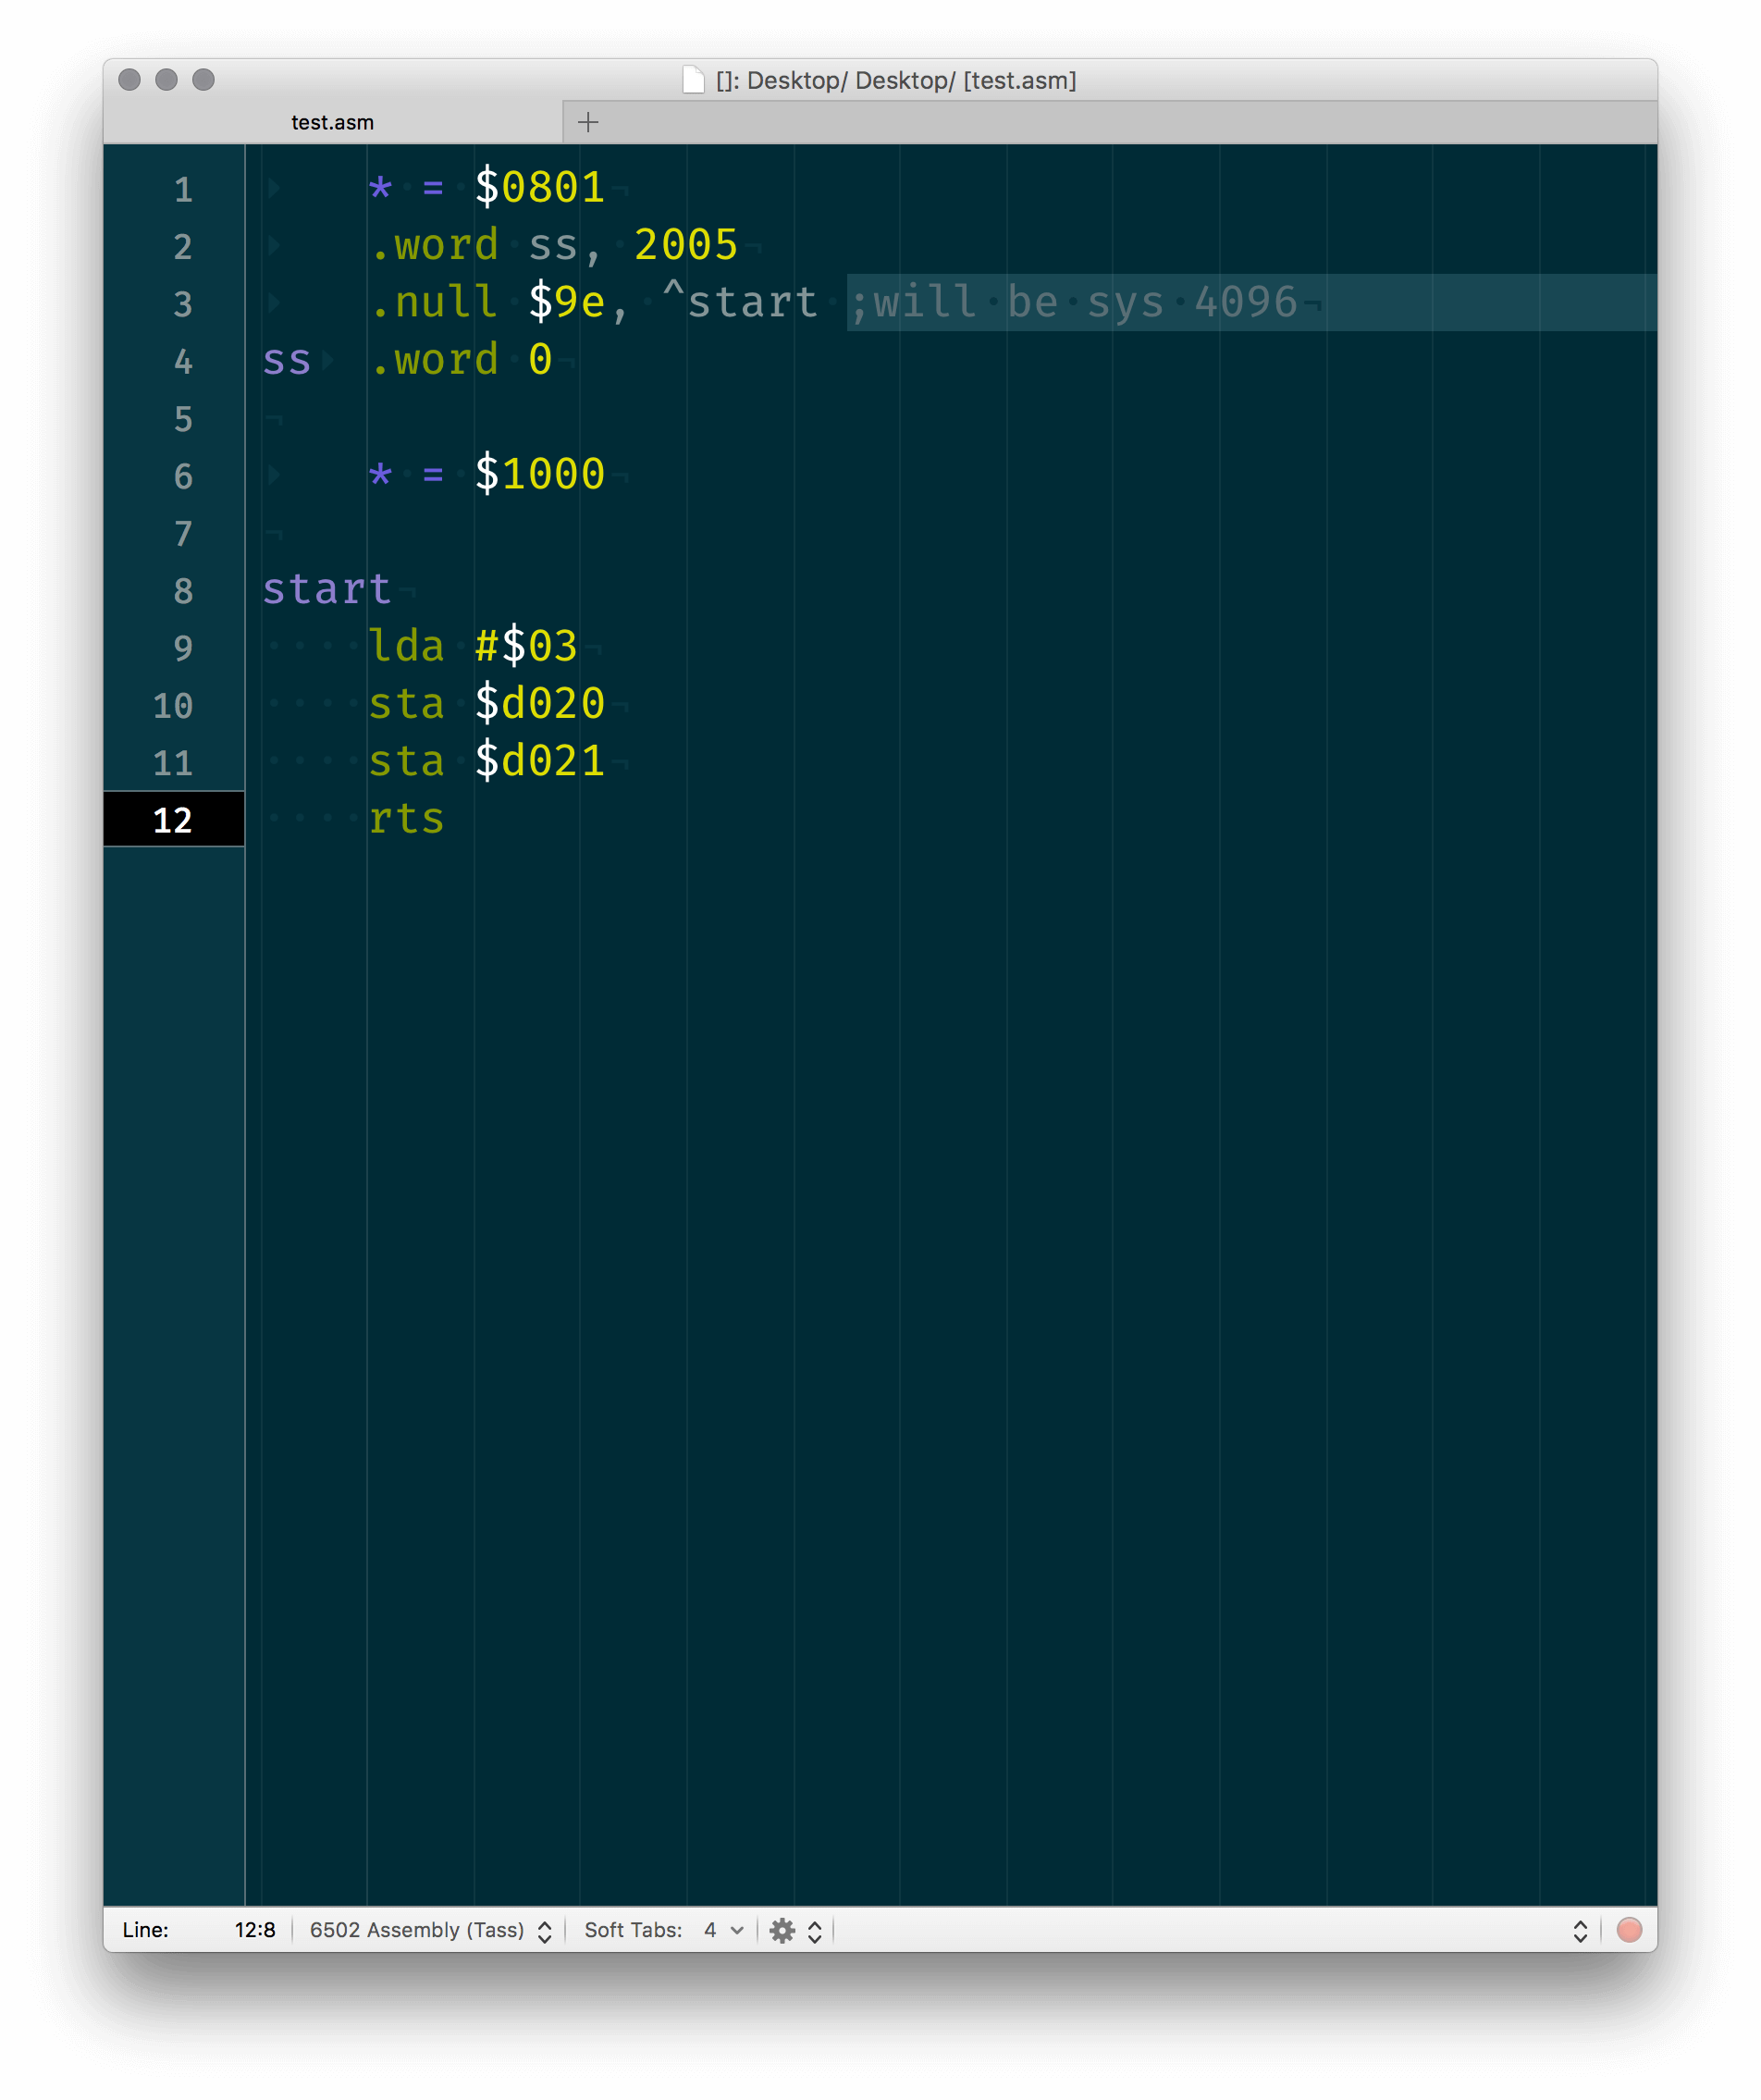 []: Desktop/ Desktop/ [test.asm]
test.asm
1 * = $0801
2 .word ss, 2005
3 .null $9e, ^start ;will be sys 4096
4 ss .word 0
5
6 * = $1000
7
8 start
9 lda #$03
10 sta $d020
11 sta $d021
12 rts
Line: 12:8 6502 Assembly (Tass) Soft Tabs: 4